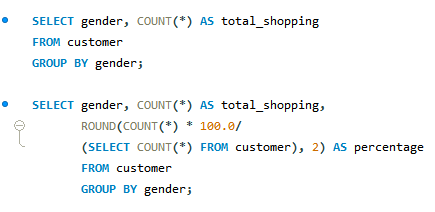 SELECT gender, COUNT(*) AS total_shopping
FROM customer
GROUP BY gender;
SELECT gender, COUNT(*) AS total_shopping,
ROUND(COUNT(*) * 100.0/
(SELECT COUNT(*) FROM customer), 2) AS percentage
FROM customer
GROUP BY gender;